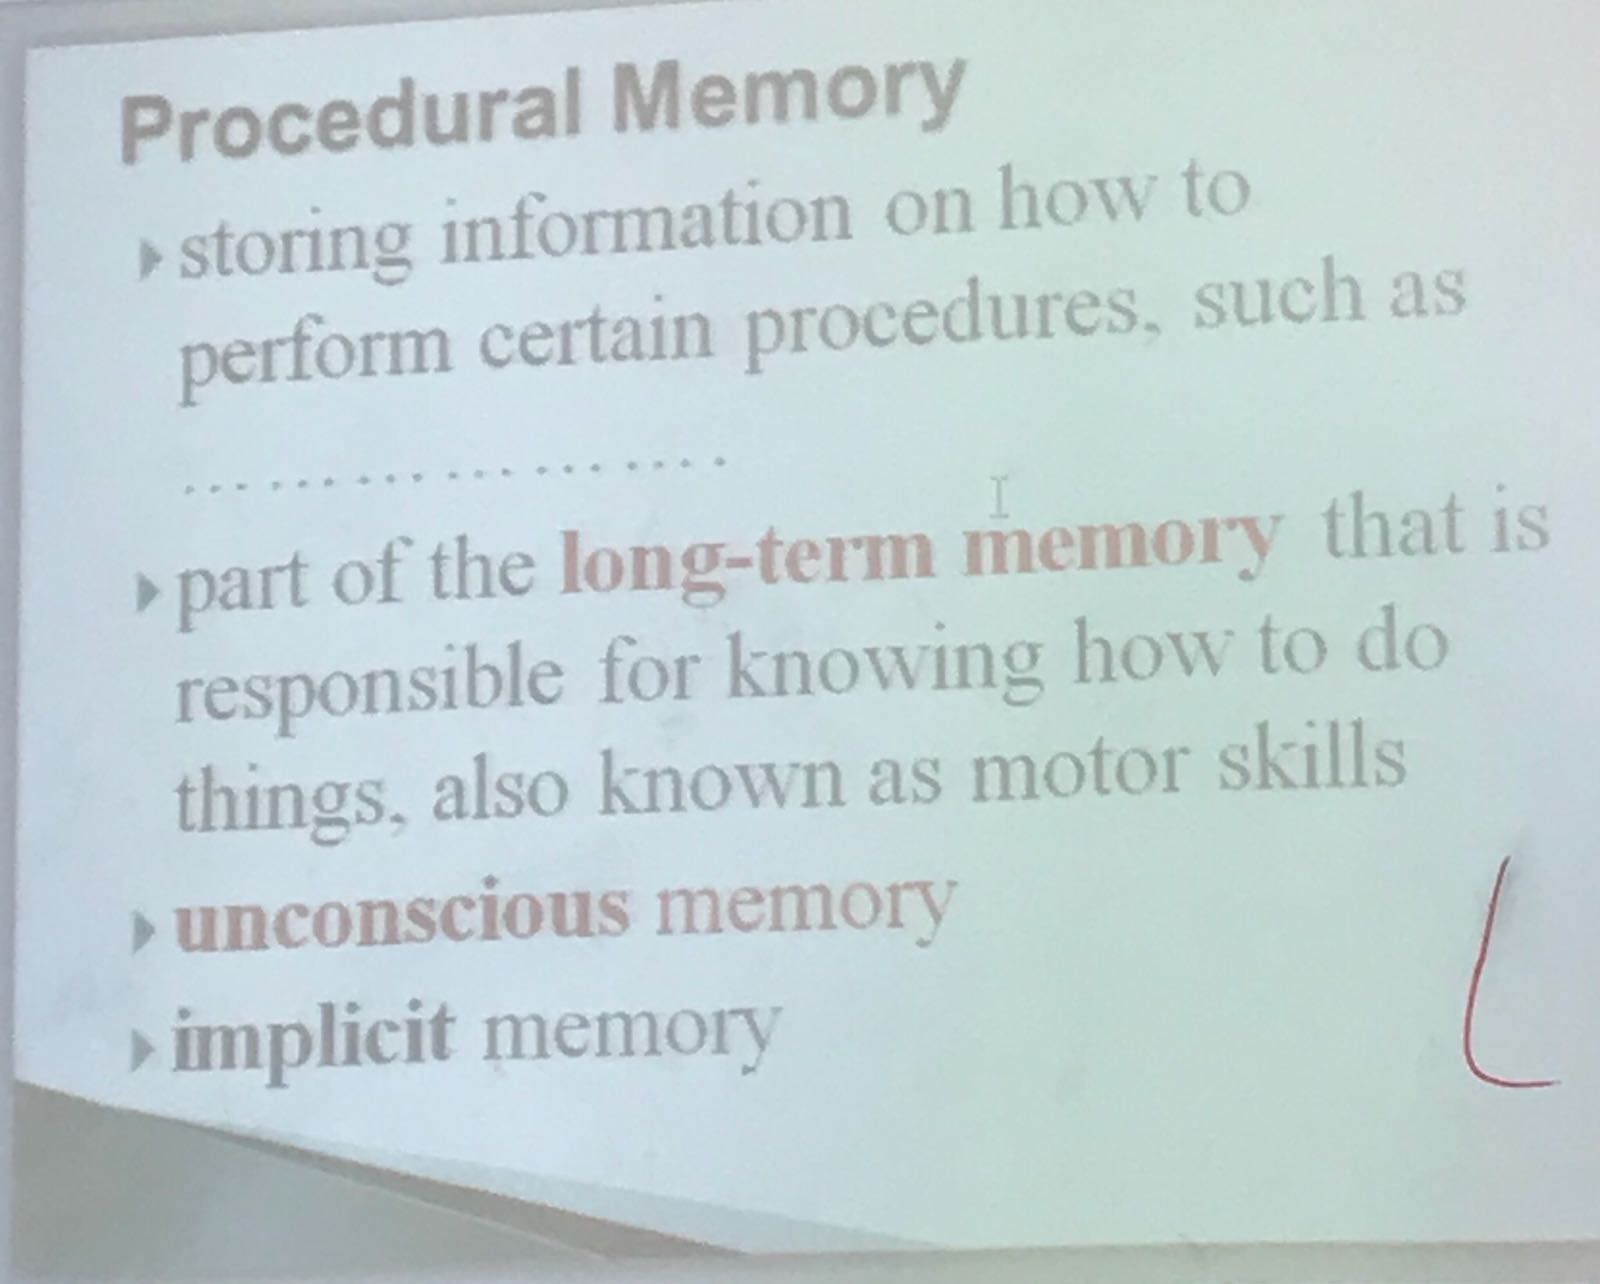 Procedural Memory
storing information on how to
perform certain procedures, such as
....................
part of the long-term memory that is
responsible for knowing how to do
things, also known as motor skills
unconscious memory
implicit memory